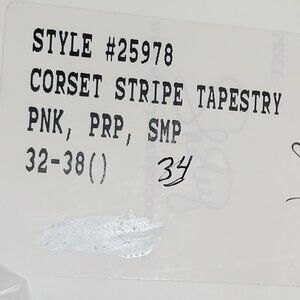 STYLE #25978
CORSET STRIPE TAPESTRY
PNK, PRP, SMP
32-38() 34